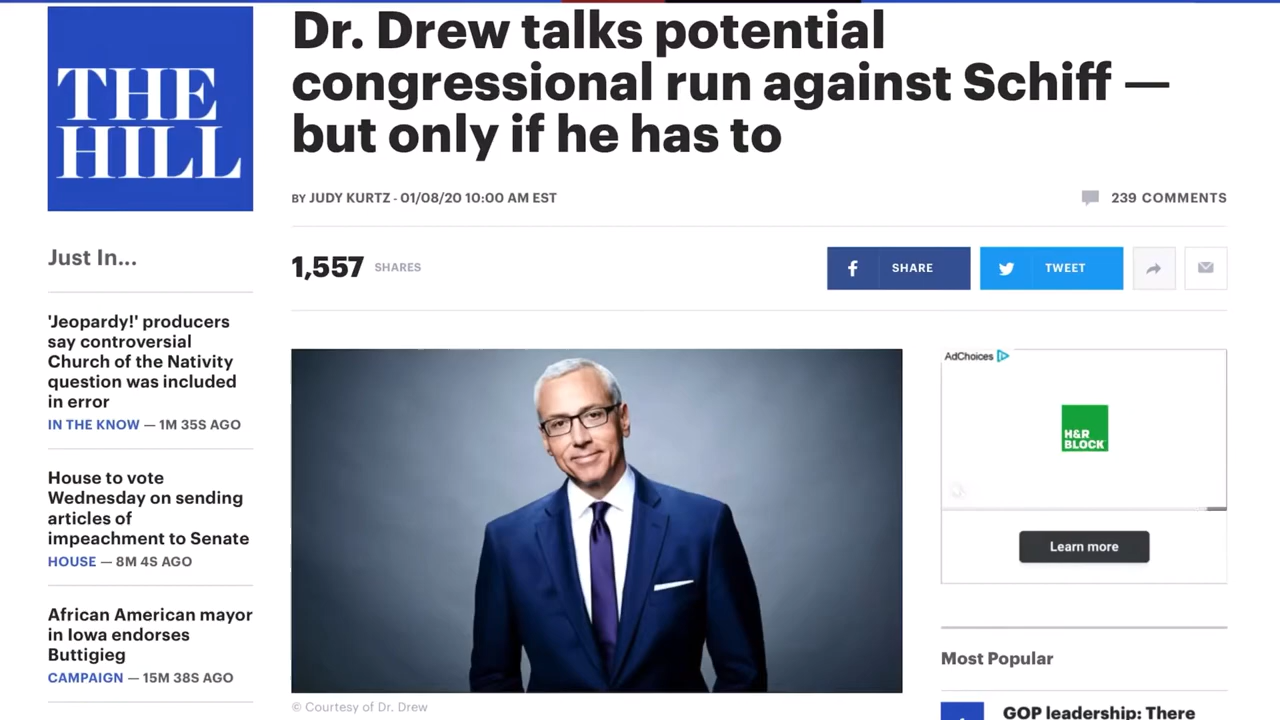 THE
HILL
Dr. Drew talks potential
congressional run against Schiff —
but only if he has to
BY JUDY KURTZ - 01/08/20 10:00 AM EST
239 COMMENTS
1,557 SHARES
SHARE
TWEET
Just In...
'Jeopardy!' producers
say controversial
Church of the Nativity
question was included
in error
IN THE KNOW — 1M 35S AGO
House to vote
Wednesday on sending
articles of
impeachment to Senate
HOUSE — 8M 4S AGO
African American mayor
in Iowa endorses
Buttigieg
CAMPAIGN — 15M 38S AGO
© Courtesy of Dr. Drew
AdChoices
H&R
BLOCK
Learn more
Most Popular
GOP leadership: There